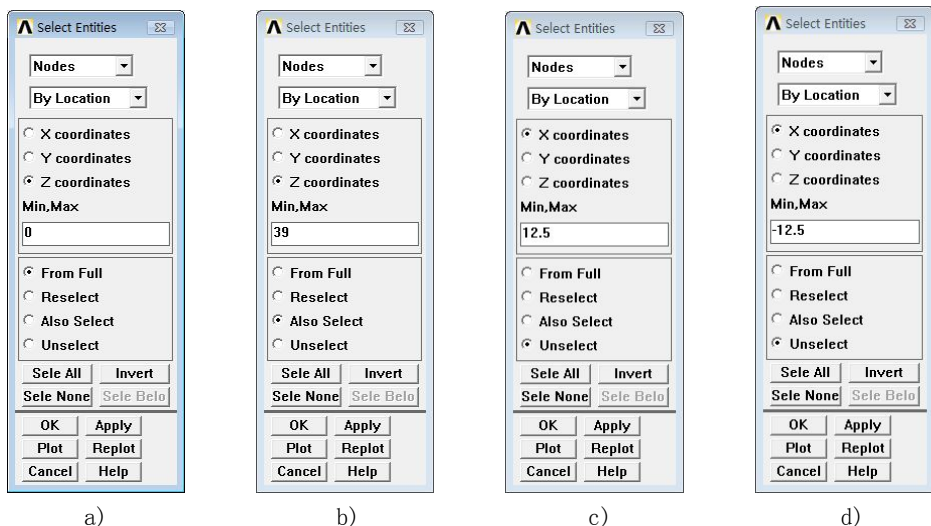 Select Entities
Nodes
By Location
X coordinates
Y coordinates
Z coordinates
Min,Max
0
From Full
Reselect
Also Select
Unselect
Sele All Invert
Sele None Sele Belo
OK Apply
Plot Replot
Cancel Help
a)
Select Entities
Nodes
By Location
X coordinates
Y coordinates
Z coordinates
Min,Max
39
From Full
Reselect
Also Select
Unselect
Sele All Invert
Sele None Sele Belo
OK Apply
Plot Replot
Cancel Help
b)
Select Entities
Nodes
By Location
X coordinates
Y coordinates
Z coordinates
Min,Max
12.5
From Full
Reselect
Also Select
Unselect
Sele All Invert
Sele None Sele Belo
OK Apply
Plot Replot
Cancel Help
c)
Select Entities
Nodes
By Location
X coordinates
Y coordinates
Z coordinates
Min,Max
-12.5
From Full
Reselect
Also Select
Unselect
Sele All Invert
Sele None Sele Belo
OK Apply
Plot Replot
Cancel Help
d)